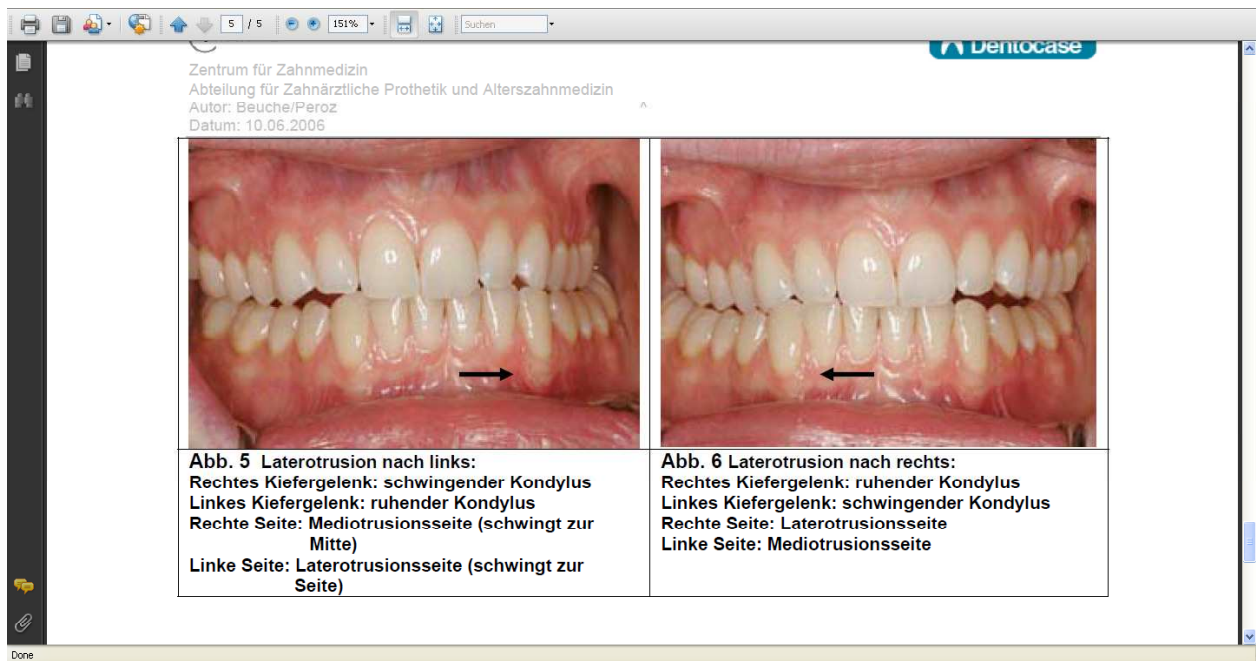 5 / 5
151%
Suchen
Dentocase
Zentrum für Zahnmedizin
Abteilung für Zahnärztliche Prothetik und Alterszahnmedizin
Autor: Beuche/Peroz
Datum: 10.06.2006
Abb. 5 Laterotrusion nach links:
Rechtes Kiefergelenk: schwingender Kondylus
Linkes Kiefergelenk: ruhender Kondylus
Rechte Seite: Mediotrusionsseite (schwingt zur
Mitte)
Linke Seite: Laterotrusionsseite (schwingt zur
Seite)
Abb. 6 Laterotrusion nach rechts:
Rechtes Kiefergelenk: ruhender Kondylus
Linkes Kiefergelenk: schwingender Kondylus
Rechte Seite: Laterotrusionsseite
Linke Seite: Mediotrusionsseite
Done